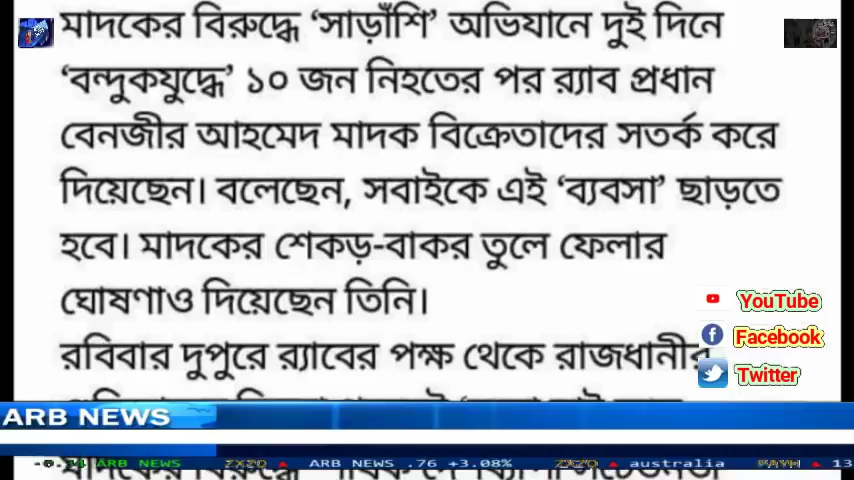 মাদকের বিরুদ্ধে ‘সাড়াঁশি’ অভিযানে দুই দিনে
‘বন্দুকযুদ্ধে’ ১০ জন নিহতের পর র‍্যাব প্রধান
বেনজীর আহমেদ মাদক বিক্রেতাদের সতর্ক করে
দিয়েছেন। বলেছেন, সবাইকে এই ‘ব্যবসা’ ছাড়তে
হবে। মাদকের শেকড়-বাকর তুলে ফেলার
ঘোষণাও দিয়েছেন তিনি।
রবিবার দুপুরে র‍্যাবের পক্ষ থেকে রাজধানীর
YouTube
Facebook
Twitter
ARB NEWS
ARB NEWS ARB NEWS .76 +3.08% australia 13
মাদকের বিরুদ্ধে